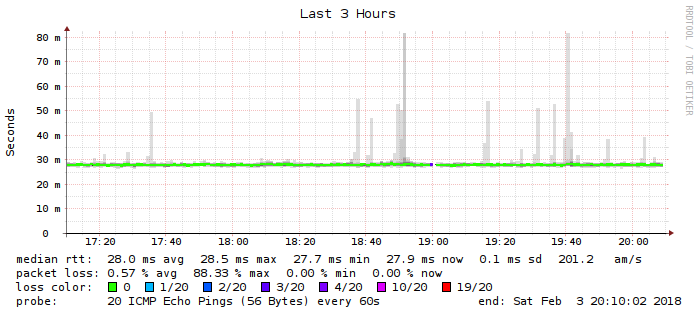 Last 3 Hours
RRDTOOL / TOBI OETIKER
Seconds
80 m
70 m
60 m
50 m
40 m
30 m
20 m
10 m
0
17:20 17:40 18:00 18:20 18:40 19:00 19:20 19:40 20:00
median rtt: 28.0 ms avg 28.5 ms max 27.7 ms min 27.9 ms now 0.1 ms sd 201.2 am/s
packet loss: 0.57 % avg 88.33 % max 0.00 % min 0.00 % now
loss color: 0 1/20 2/20 3/20 4/20 10/20 19/20
probe: 20 ICMP Echo Pings (56 Bytes) every 60s end: Sat Feb 3 20:10:02 2018